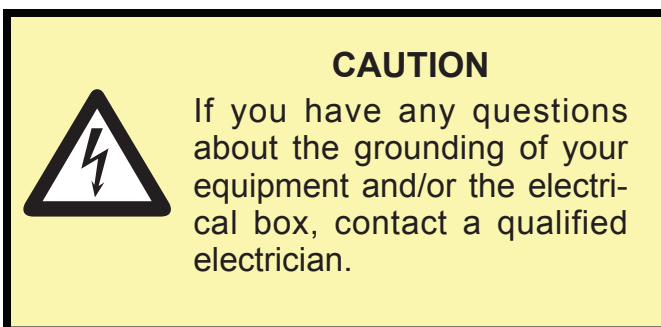 CAUTION
If you have any questions
about the grounding of your
equipment and/or the electri-
cal box, contact a qualified
electrician.